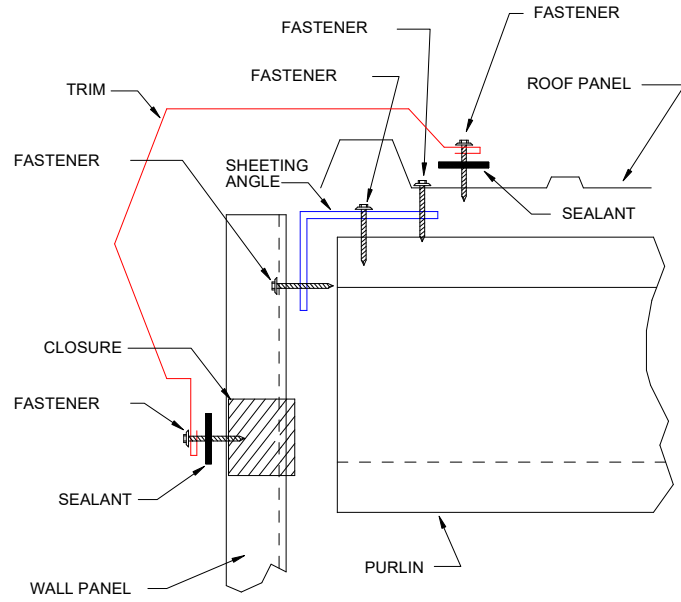 FASTENER
FASTENER
FASTENER
TRIM
ROOF PANEL
FASTENER
SHEETING
ANGLE
SEALANT
CLOSURE
FASTENER
SEALANT
PURLIN
WALL PANEL